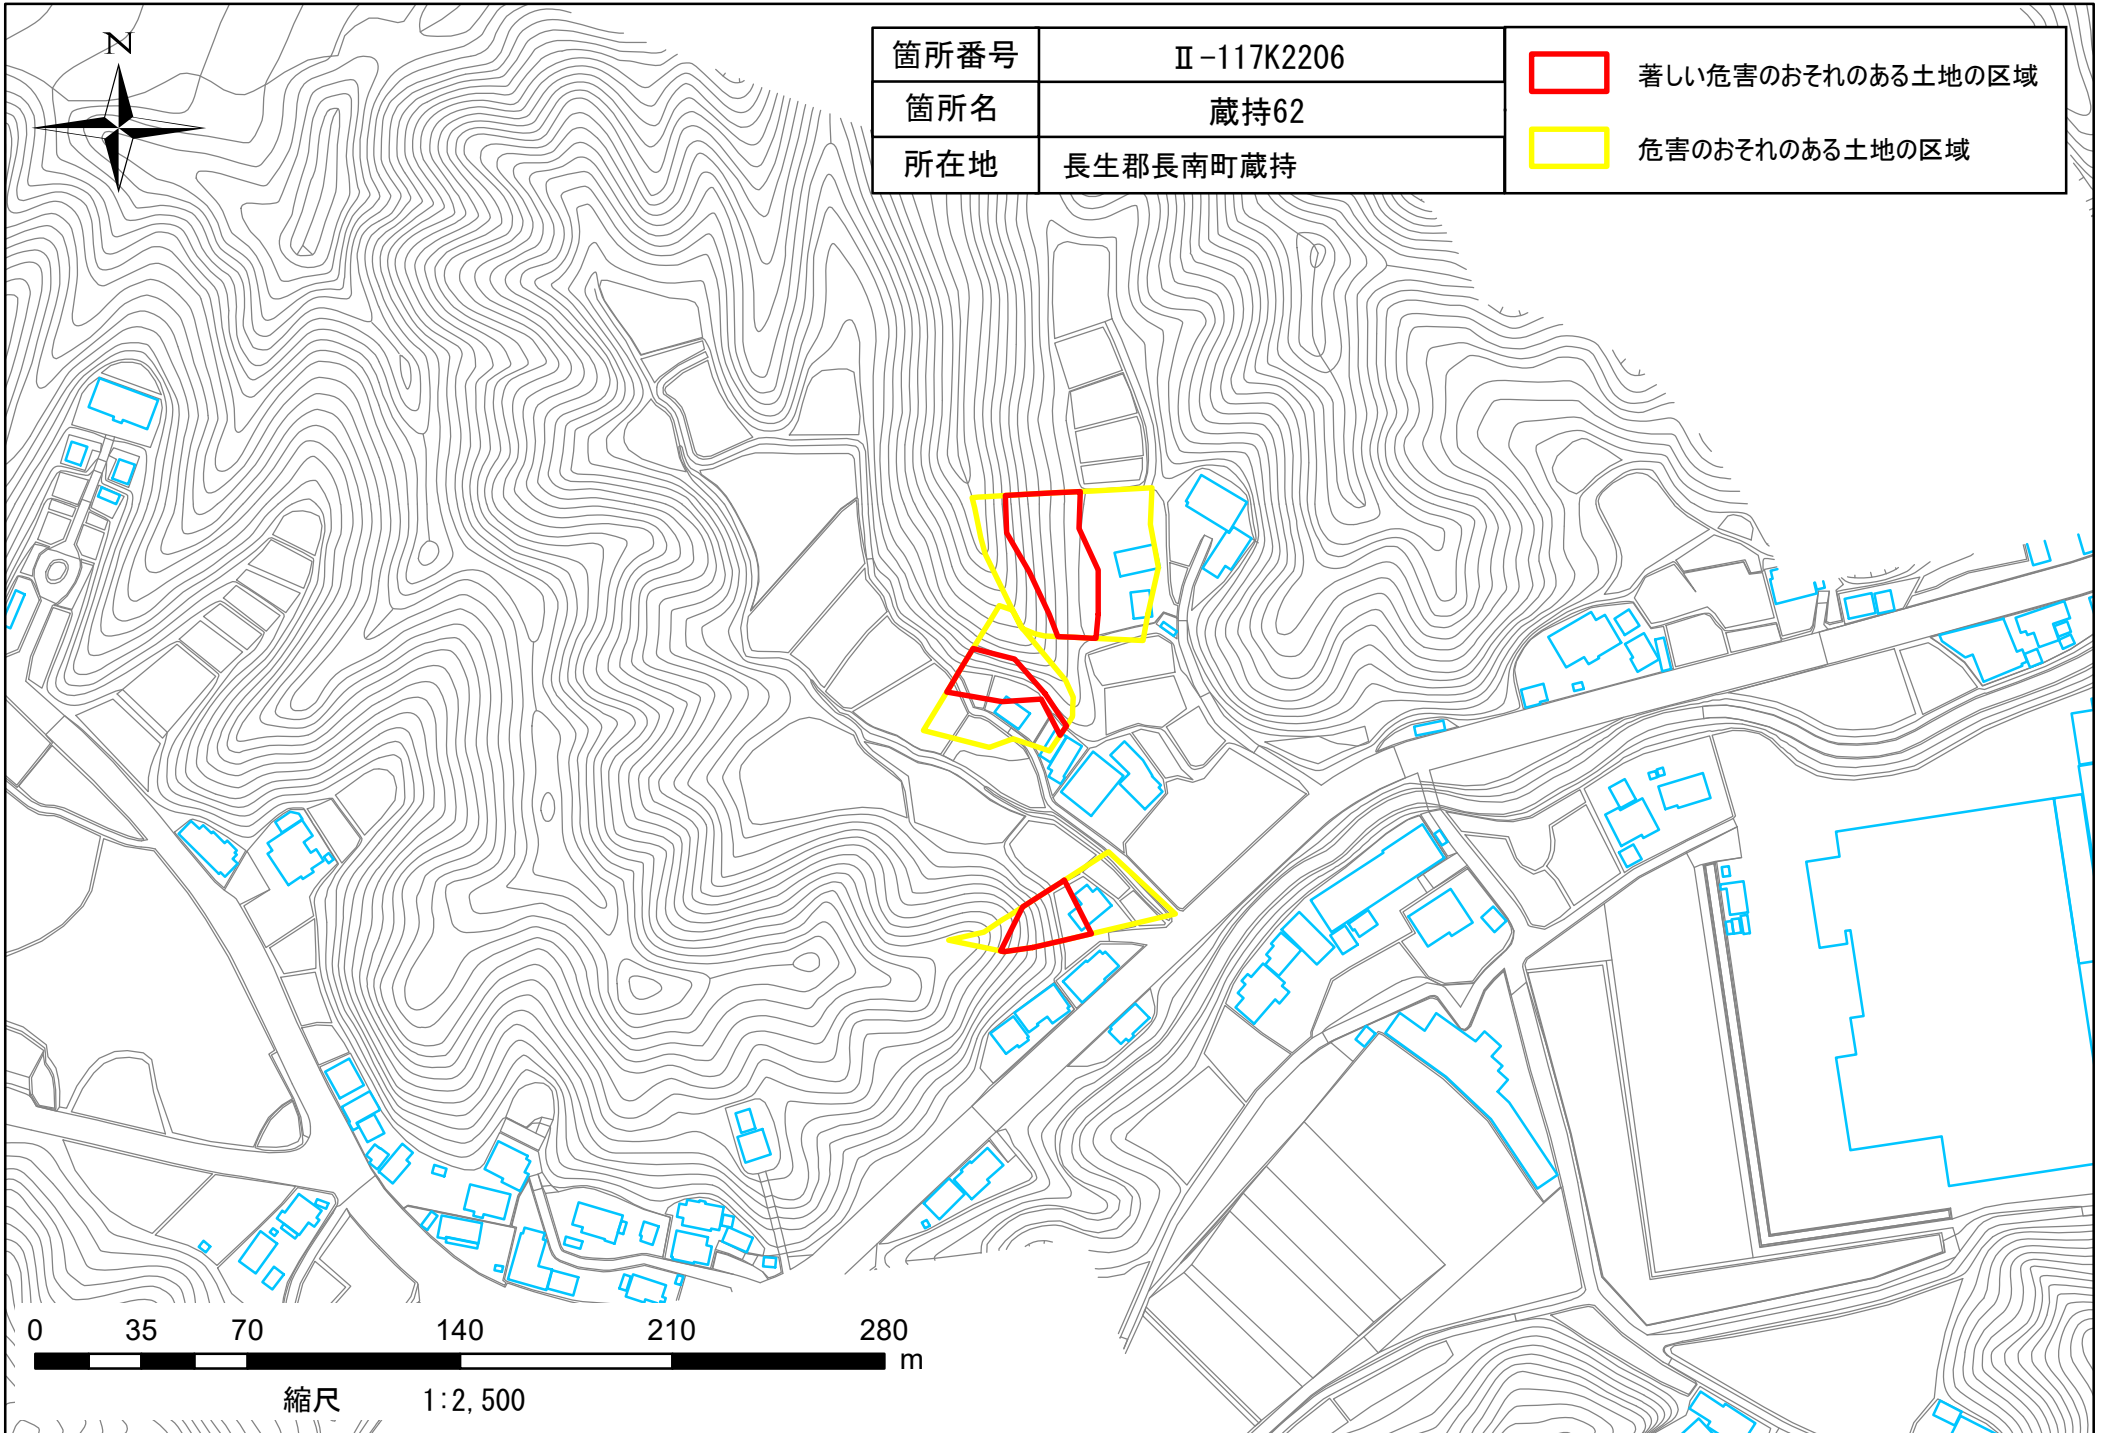 N
箇所番号 Ⅱ-117K2206
箇所名 蔵持62
所在地 長生郡長南町蔵持
著しい危害のおそれのある土地の区域
危害のおそれのある土地の区域
0 35 70 140 210 280
m
縮尺 1:2,500